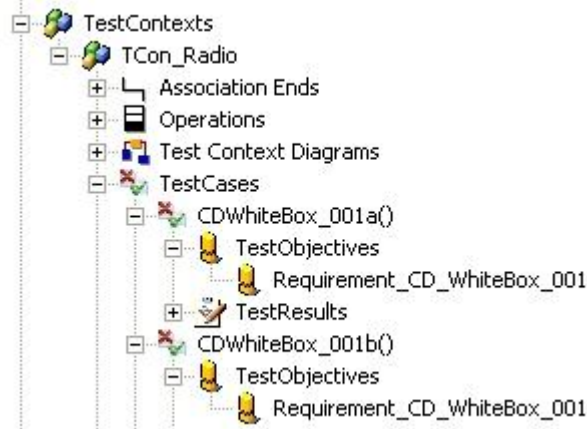 TestContexts
TCon_Radio
Association Ends
Operations
Test Context Diagrams
TestCases
CDWhiteBox_001a()
TestObjectives
Requirement_CD_WhiteBox_001
TestResults
CDWhiteBox_001b()
TestObjectives
Requirement_CD_WhiteBox_001